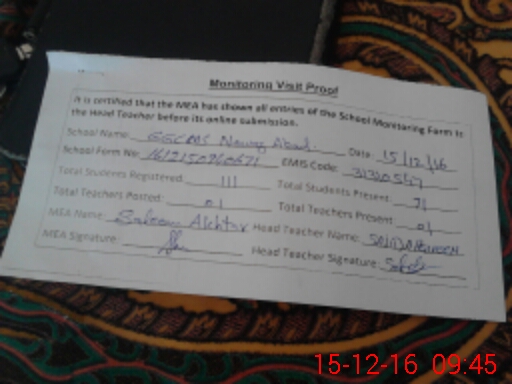 Monitoring Visit Proof
It is certified that the MEA has shown all entries of the School Monitoring Form to
the Head Teacher before its online submission.
School Name: GGCMS Nawaz Abad Date: 15/12/16
School Form No: EMIS Code:
Total Students Registered: 111 Total Students Present: 71
Total Teachers Posted: 01 Total Teachers Present: 01
MEA Name: Saleem Akhtar Head Teacher Name:
MEA Signature: Head Teacher Signature:
15-12-16 09:45